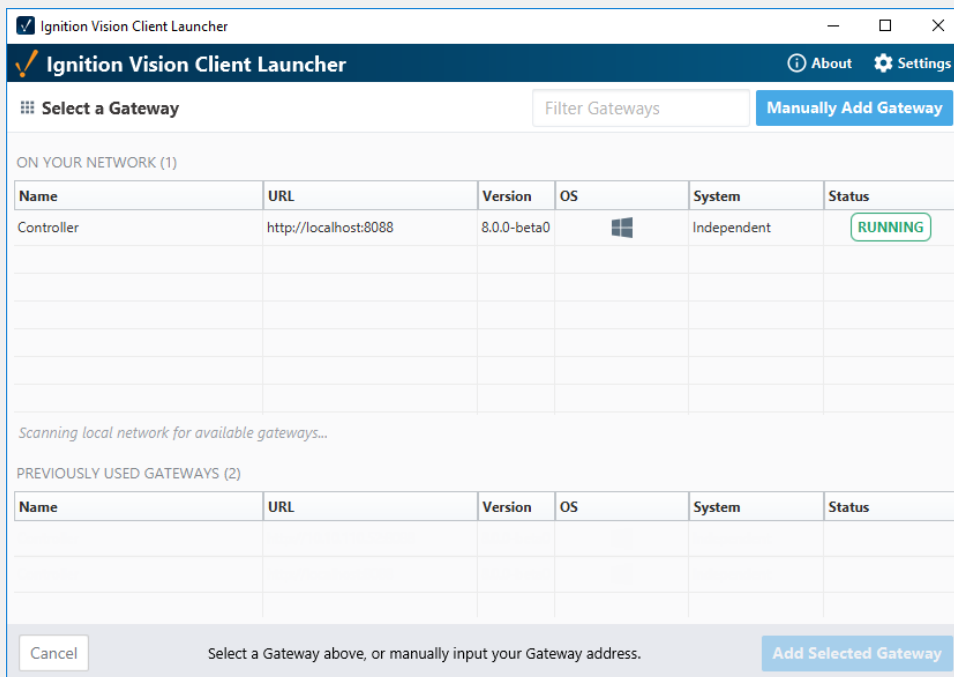 Ignition Vision Client Launcher
Ignition Vision Client Launcher About Settings
Select a Gateway Filter Gateways Manually Add Gateway
ON YOUR NETWORK (1)
Name URL Version OS System Status
Controller http://localhost:8088 8.0.0-beta0 Independent RUNNING
Scanning local network for available gateways...
PREVIOUSLY USED GATEWAYS (2)
Name URL Version OS System Status
Cancel Select a Gateway above, or manually input your Gateway address. Add Selected Gateway